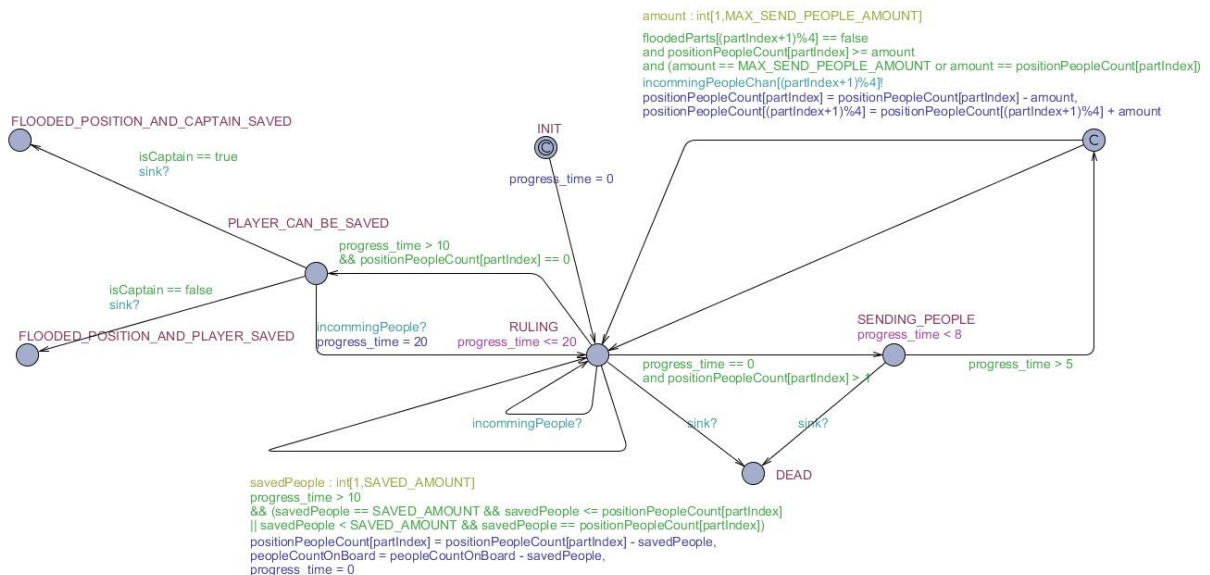 amount : int[1,MAX_SEND_PEOPLE_AMOUNT]
floodedParts[(partIndex+1)%4] == false
and positionPeopleCount[partIndex] >= amount
and (amount == MAX_SEND_PEOPLE_AMOUNT or amount == positionPeopleCount[partIndex])
incommingPeopleChan[(partIndex+1)%4]!
positionPeopleCount[partIndex] = positionPeopleCount[partIndex] - amount,
positionPeopleCount[(partIndex+1)%4] = positionPeopleCount[(partIndex+1)%4] + amount
FLOODED_POSITION_AND_CAPTAIN_SAVED
INIT
C
C
isCaptain == true
sink?
progress_time = 0
PLAYER_CAN_BE_SAVED
progress_time > 10
&& positionPeopleCount[partIndex] == 0
isCaptain == false
sink?
FLOODED_POSITION_AND_PLAYER_SAVED
incommingPeople?
progress_time = 20
RULING
progress_time <= 20
SENDING_PEOPLE
progress_time < 8
progress_time == 0
and positionPeopleCount[partIndex] > 1
progress_time > 5
incommingPeople?
sink?
sink?
DEAD
savedPeople : int[1,SAVED_AMOUNT]
progress_time > 10
&& (savedPeople == SAVED_AMOUNT && savedPeople <= positionPeopleCount[partIndex]
|| savedPeople < SAVED_AMOUNT && savedPeople == positionPeopleCount[partIndex])
positionPeopleCount[partIndex] = positionPeopleCount[partIndex] - savedPeople,
peopleCountOnBoard = peopleCountOnBoard - savedPeople,
progress_time = 0